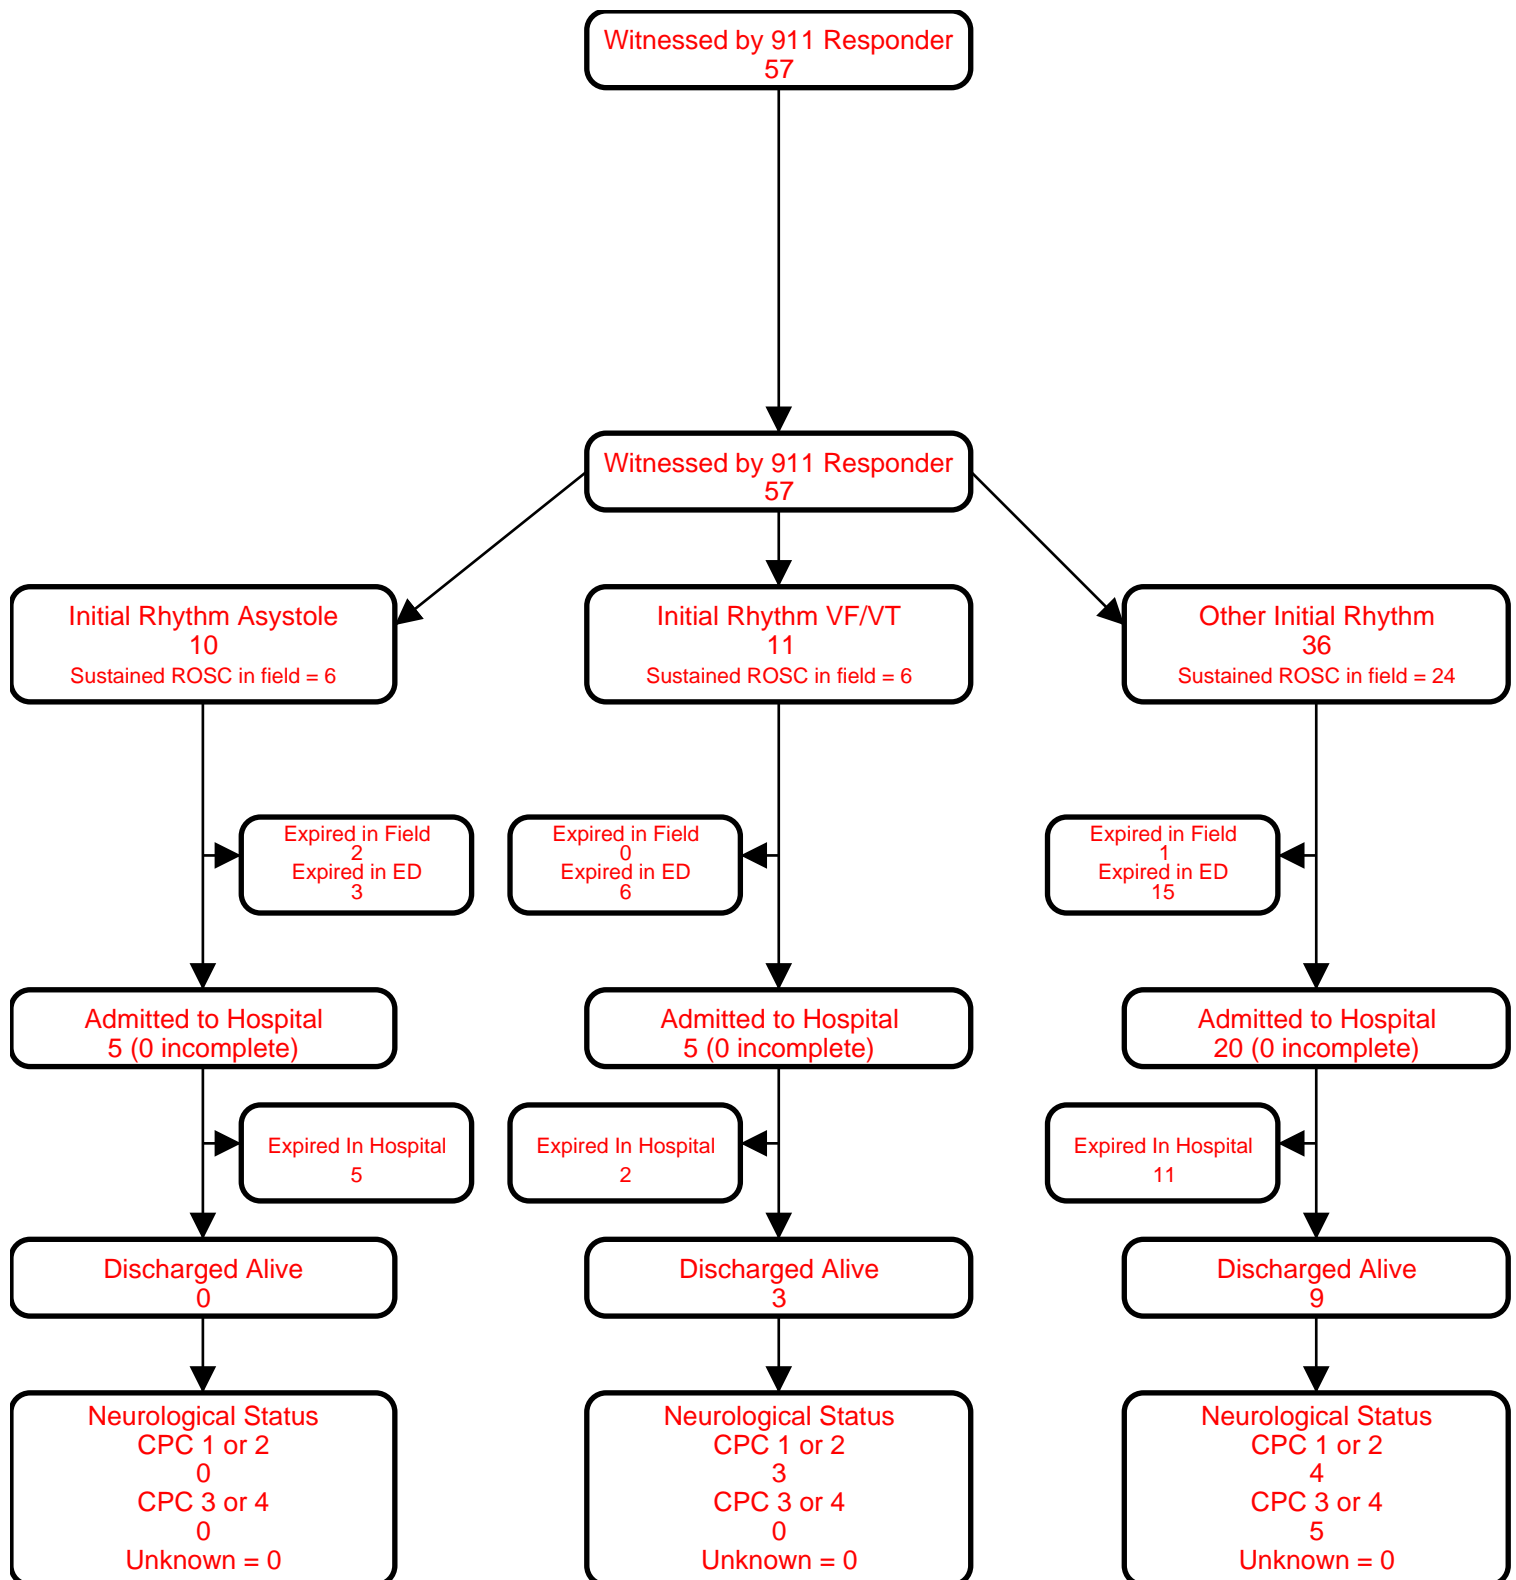 Witnessed by 911 Responder
57
Witnessed by 911 Responder
57
Initial Rhythm Asystole
10
Sustained ROSC in field = 6
Initial Rhythm VF/VT
11
Sustained ROSC in field = 6
Other Initial Rhythm
36
Sustained ROSC in field = 24
Expired in Field
2
Expired in ED
3
Expired in Field
0
Expired in ED
6
Expired in Field
1
Expired in ED
15
Admitted to Hospital
5 (0 incomplete)
Admitted to Hospital
5 (0 incomplete)
Admitted to Hospital
20 (0 incomplete)
Expired In Hospital
5
Expired In Hospital
2
Expired In Hospital
11
Discharged Alive
0
Discharged Alive
3
Discharged Alive
9
Neurological Status
CPC 1 or 2
0
CPC 3 or 4
0
Unknown = 0
Neurological Status
CPC 1 or 2
3
CPC 3 or 4
0
Unknown = 0
Neurological Status
CPC 1 or 2
4
CPC 3 or 4
5
Unknown = 0